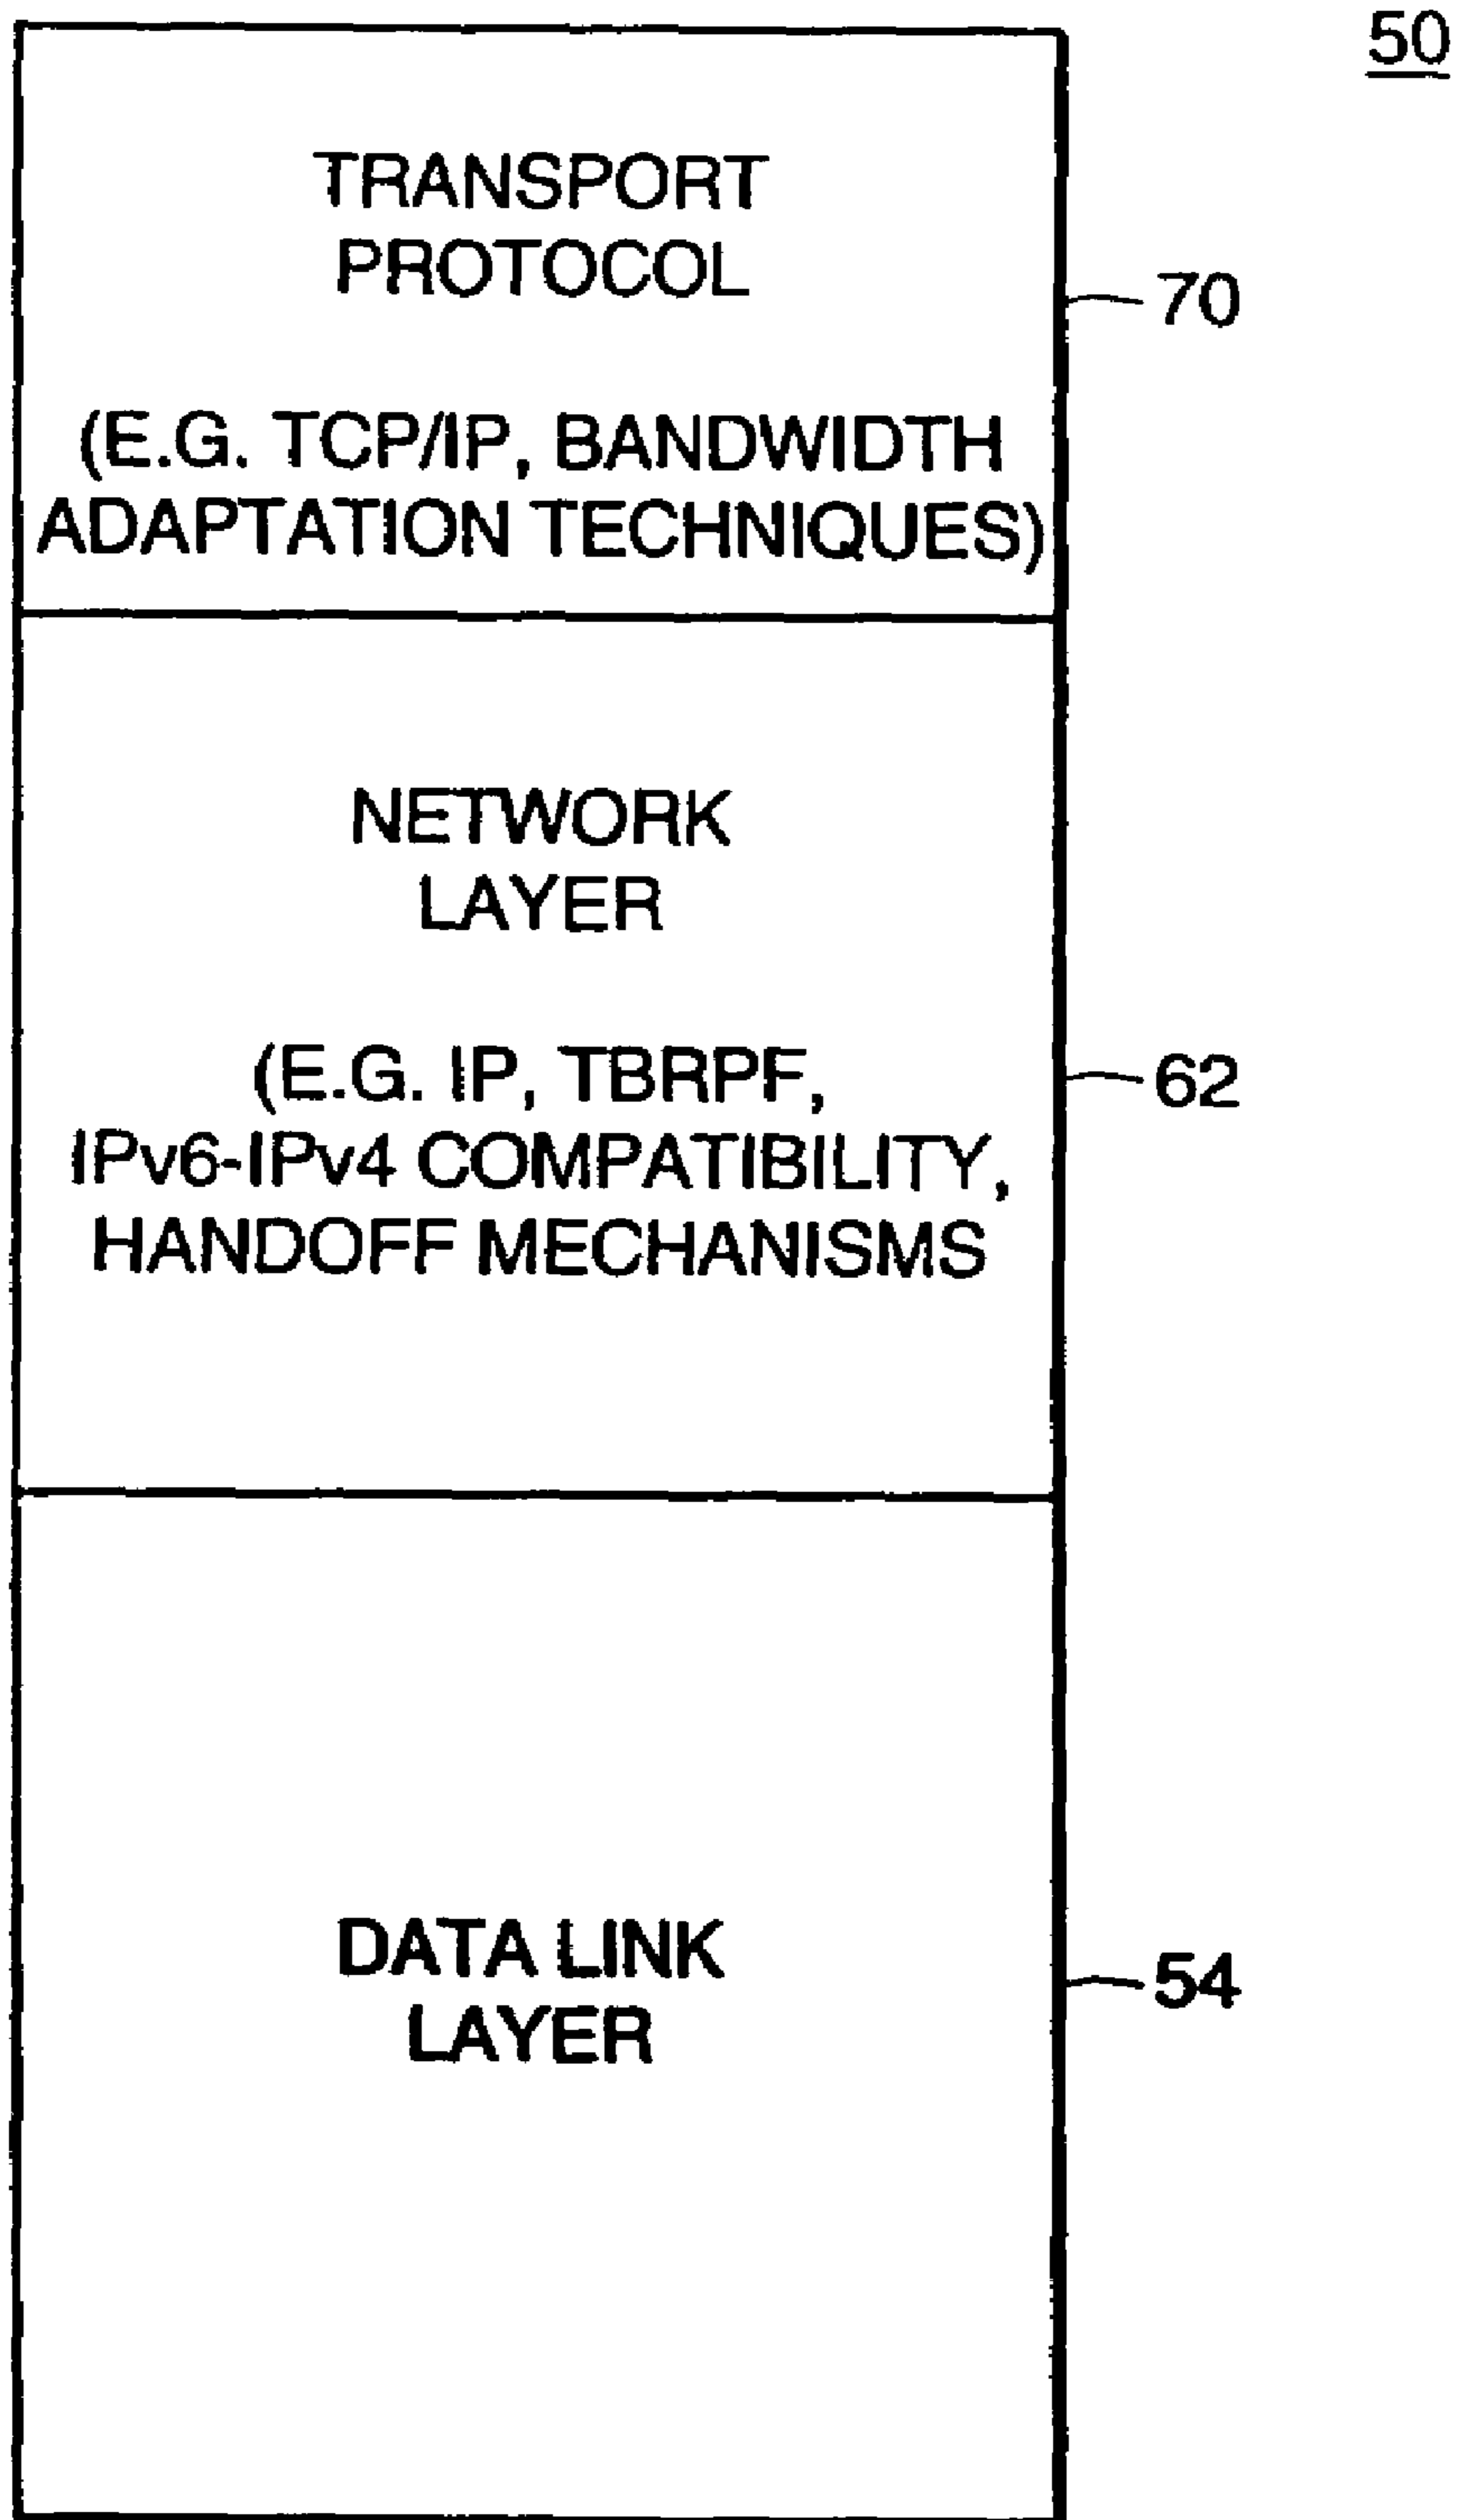 50
TRANSPORT
PROTOCOL
70
(E.G. TCP/IP, BANDWIDTH
ADAPTATION TECHNIQUES)
NETWORK
LAYER
(E.G. IP, TBRPF,
62
IPv6-IPv4 COMPATIBILITY,
HANDOFF MECHANISMS
DATA LINK
LAYER
54